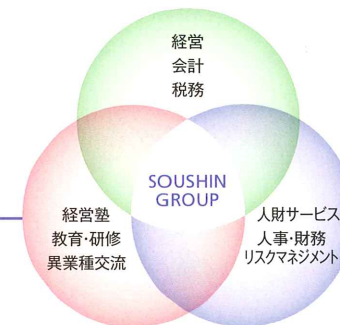 経営
会計
税務
SOUSHIN
GROUP
経営塾
教育・研修
異業種交流
人財サービス
人事・財務
リスクマネジメント